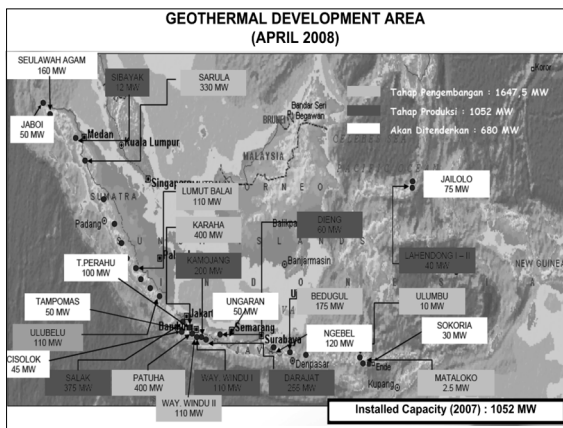 GEOTHERMAL DEVELOPMENT AREA
(APRIL 2008)
SEULAWAH AGAM
160 MW
SIBAYAK
12 MW
SARULA
330 MW
Tahap Pengembangan : 1647,5 MW
Tahap Produksi : 1052 MW
Akan Ditenderkan : 680 MW
Koror
JABOI
50 MW
Medan
Kuala Lumpur
Bandar Seri
Begawan
BRUNEI
MALAYSIA
SUMATRA
LUMUT BALAI
110 MW
JAILOLO
75 MW
Padang
KARAHA
400 MW
DIENG
60 MW
T.PERAHU
100 MW
KAMOJANG
200 MW
Banjarmasin
LAHENDONG I - II
40 MW
NEW GUINEA
TAMPOMAS
50 MW
UNGARAN
50 MW
BEDUGUL
175 MW
ULUMBU
10 MW
ULUBELU
110 MW
Semarang
Surabaya
NGEBEL
120 MW
SOKORIA
30 MW
CISOLOK
45 MW
Denpasar
Ende
SALAK
375 MW
PATUHA
400 MW
WAY. WINDU I
110 MW
DARAJAT
255 MW
Kupang
MATALOKO
2.5 MW
WAY. WINDU II
110 MW
Installed Capacity (2007) : 1052 MW